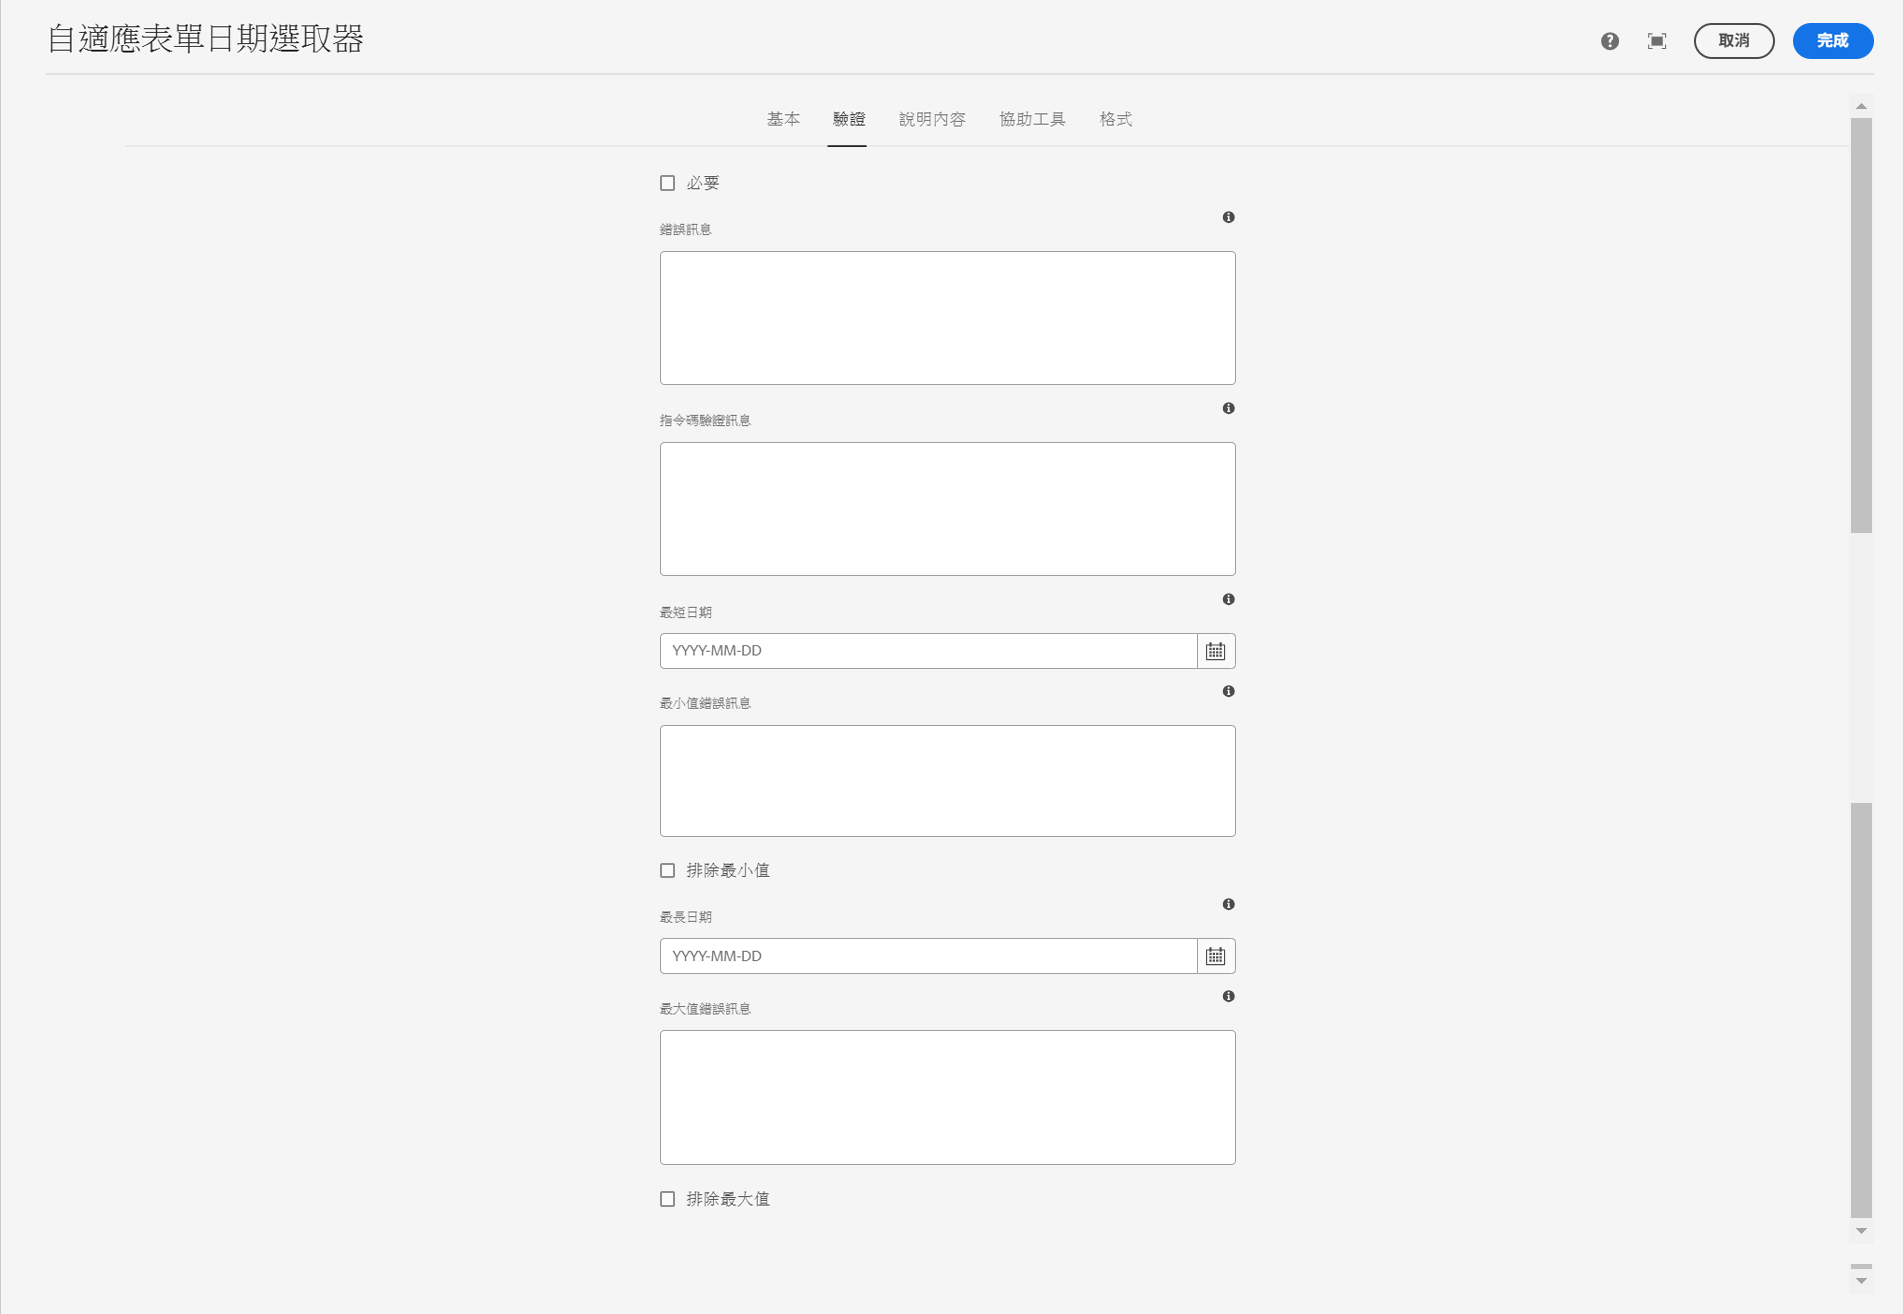 自適應表單日期選取器
取消
完成
基本 驗證 說明內容 協助工具 格式
必要
錯誤訊息
指令碼驗證訊息
最短日期
YYYY-MM-DD
最小值錯誤訊息
排除最小值
最長日期
YYYY-MM-DD
最大值錯誤訊息
排除最大值